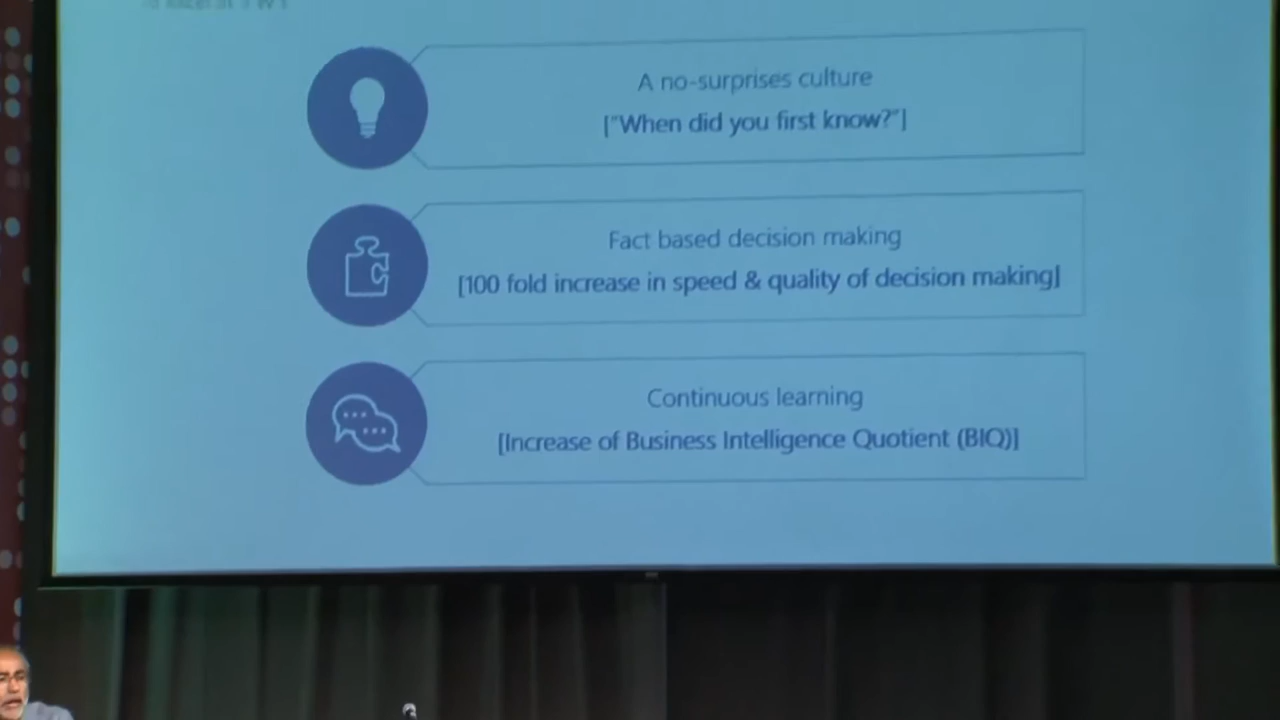 A no-surprises culture
["When did you first know?"]
Fact based decision making
[100 fold increase in speed & quality of decision making]
Continuous learning
[Increase of Business Intelligence Quotient (BIQ)]